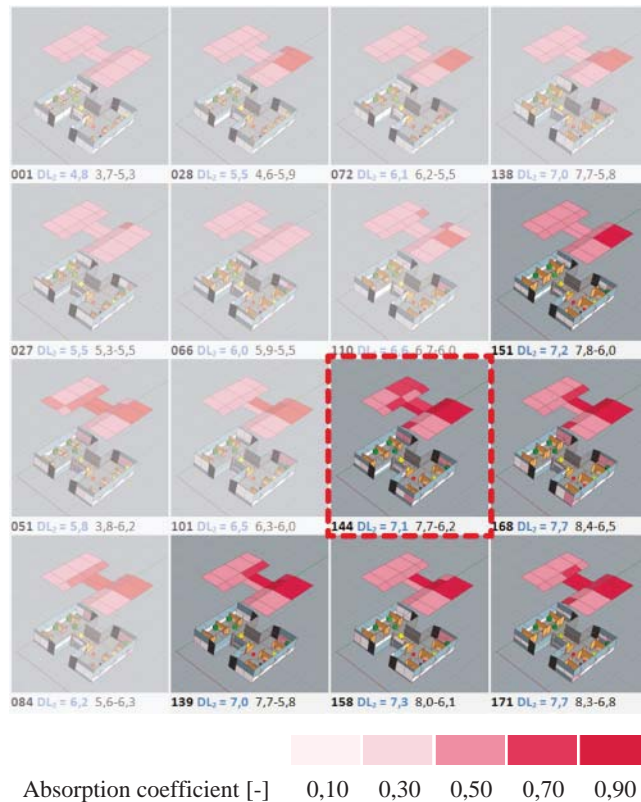 001 DL₂ = 4,8 3,7-5,3 028 DL₂ = 5,5 4,6-5,9 072 DL₂ = 6,1 6,2-5,5 138 DL₂ = 7,0 7,7-5,8
027 DL₂ = 5,5 5,3-5,5 066 DL₂ = 6,0 5,9-5,5 110 DL₂ = 6,6 6,7-6,0 151 DL₂ = 7,2 7,8-6,0
051 DL₂ = 5,8 3,8-6,2 101 DL₂ = 6,5 6,3-6,0 144 DL₂ = 7,1 7,7-6,2 168 DL₂ = 7,7 8,4-6,5
084 DL₂ = 6,2 5,6-6,3 139 DL₂ = 7,0 7,7-5,8 158 DL₂ = 7,3 8,0-6,1 171 DL₂ = 7,7 8,3-6,8
Absorption coefficient [-] 0,10 0,30 0,50 0,70 0,90